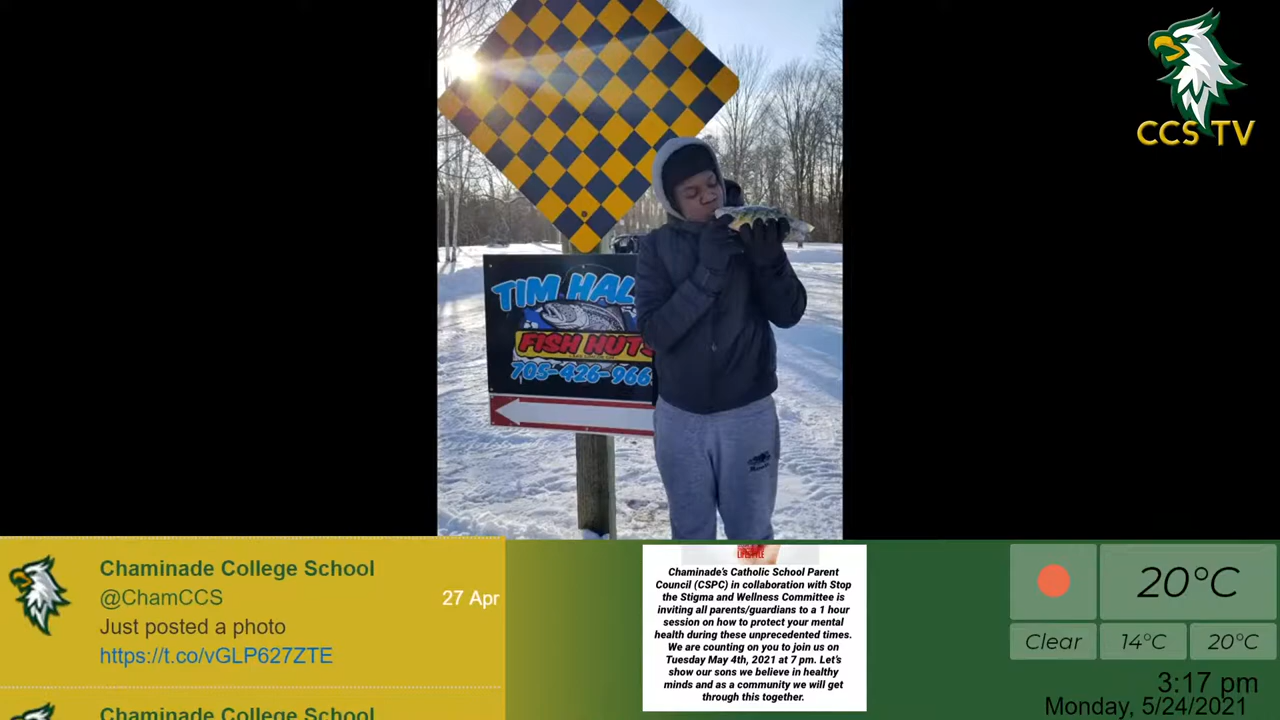 CCS TV
TIM HAL
FISH HUTS
705-426-966
Chaminade College School
@ChamCCS
27 Apr
Just posted a photo
https://t.co/vGLP627ZTE
Chaminade College School
LIFESTYLE
Chaminade's Catholic School Parent
Council (CSPC) in collaboration with Stop
the Stigma and Wellness Committee is
inviting all parents/guardians to a 1 hour
session on how to protect your mental
health during these unprecedented times.
We are counting on you to join us on
Tuesday May 4th, 2021 at 7 pm. Let's
show our sons we believe in healthy
minds and as a community we will get
through this together.
20°C
Clear
14°C
20°C
3:17 pm
Monday, 5/24/2021